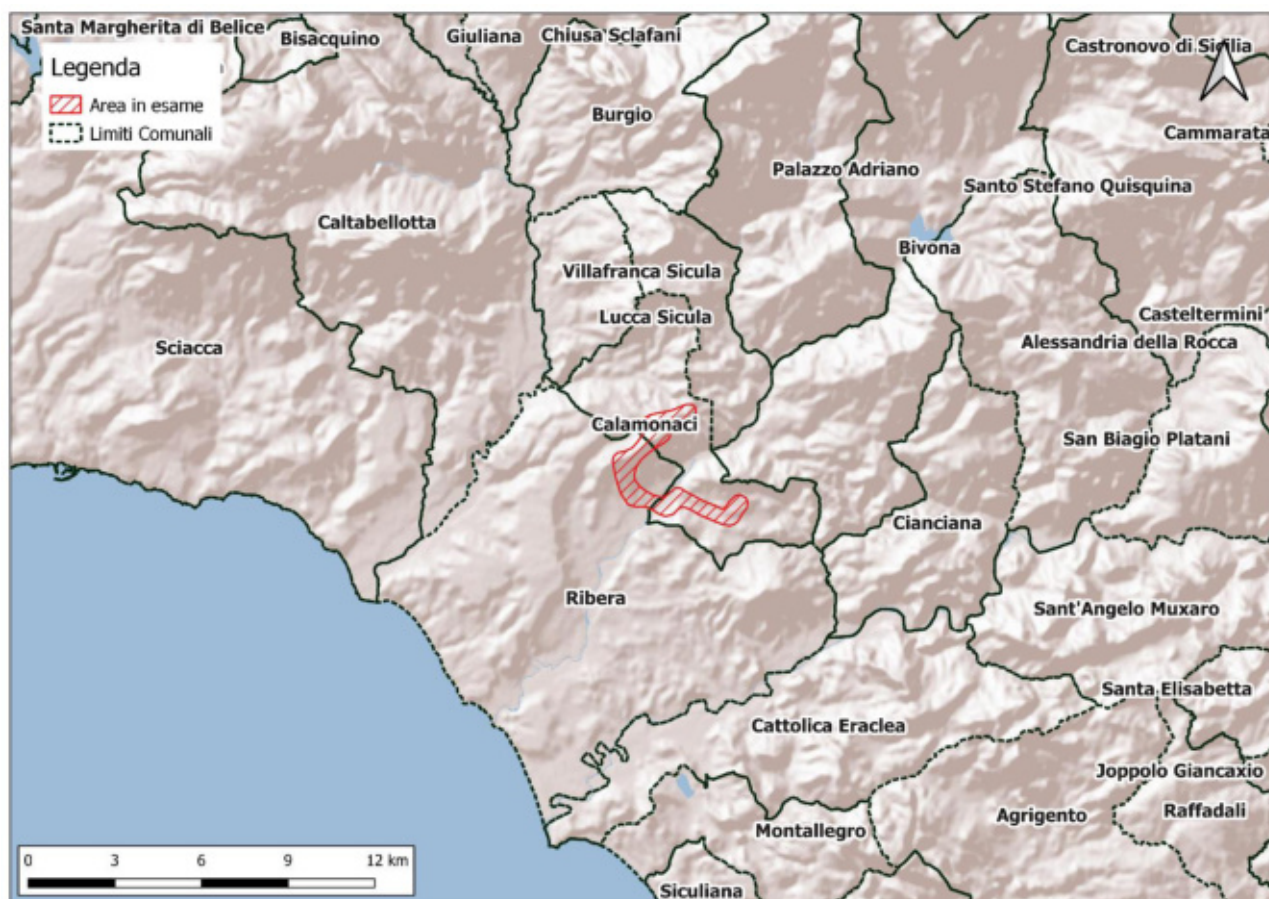 Santa Margherita di Belice
Bisacquino
Giuliana
Chiusa Sclafani
Castronovo di Sicilia
Legenda
Area in esame
Limiti Comunali
Burgio
Cammarata
Palazzo Adriano
Santo Stefano Quisquina
Caltabellotta
Bivona
Villafranca Sicula
Lucca Sicula
Casteltermini
Sciacca
Alessandria della Rocca
Calamonaci
San Biagio Platani
Cianciana
Ribera
Sant'Angelo Muxaro
Santa Elisabetta
Cattolica Eraclea
Joppolo Giancaxio
Agrigento
Raffadali
Montallegro
Siculiana
0 3 6 9 12 km